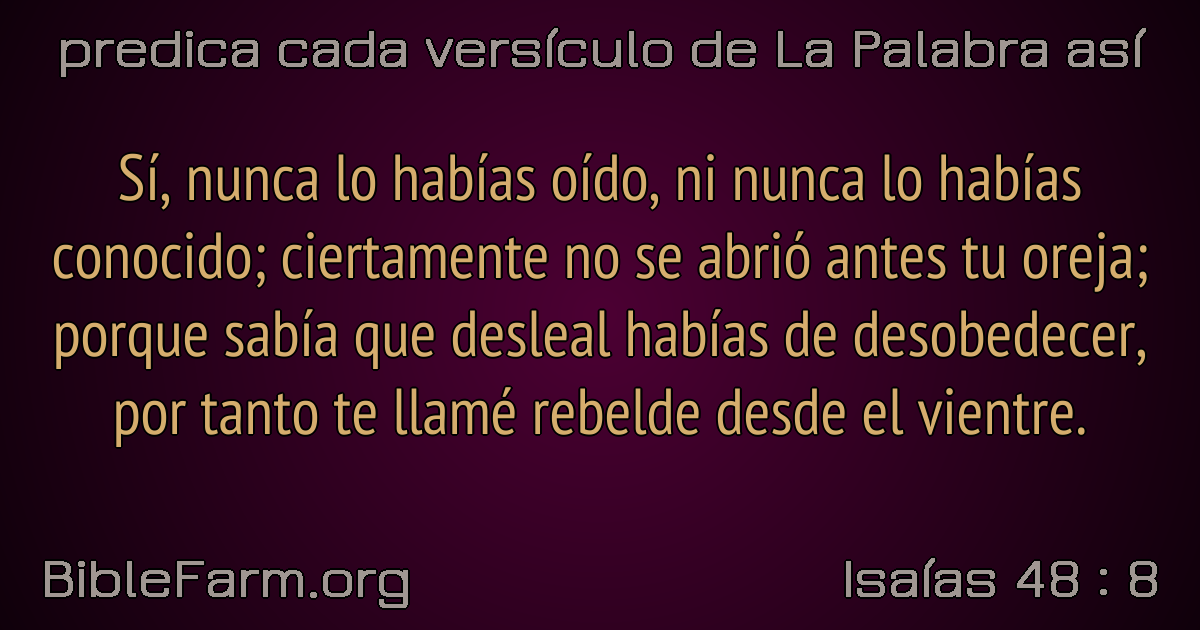 predica cada versículo de La Palabra así
Sí, nunca lo habías oído, ni nunca lo habías
conocido; ciertamente no se abrió antes tu oreja;
porque sabía que desleal habías de desobedecer,
por tanto te llamé rebelde desde el vientre.
BibleFarm.org
Isaías 48 : 8